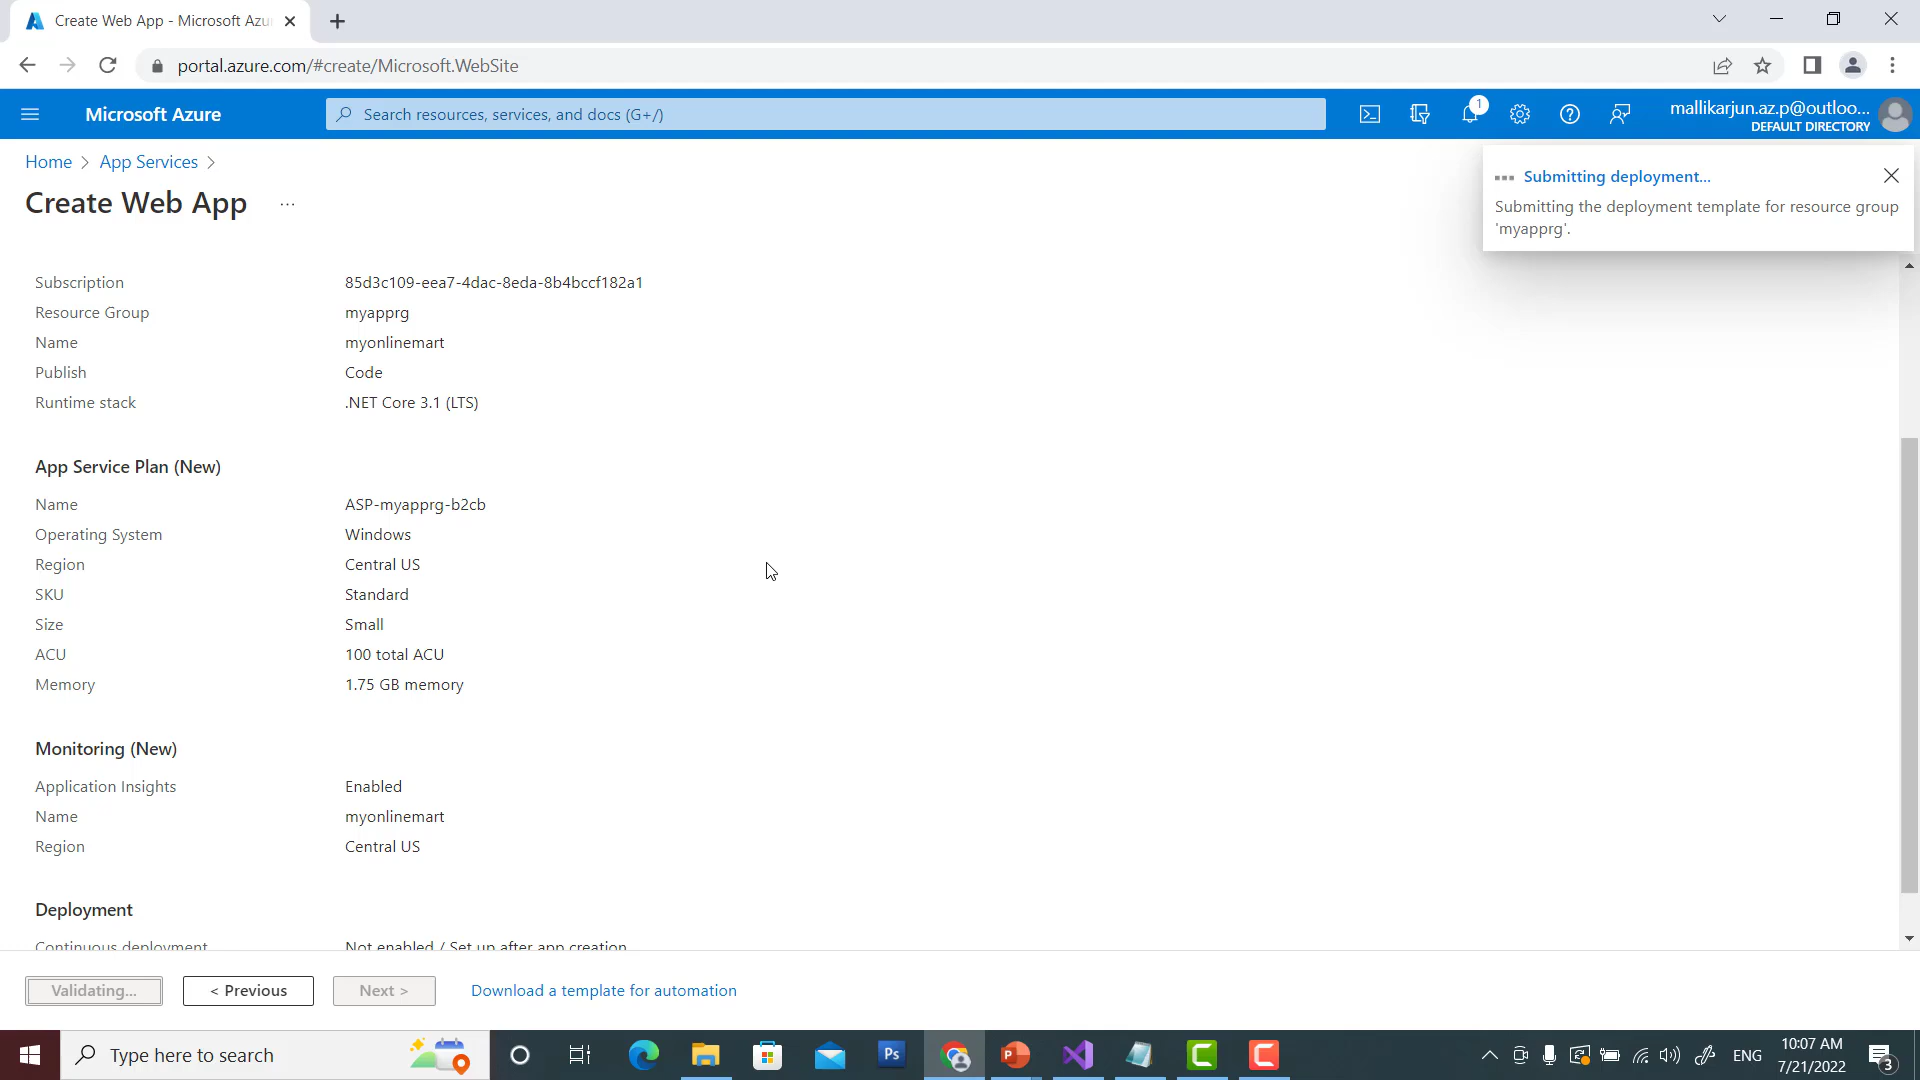 Create Web App - Microsoft Azu
portal.azure.com/#create/Microsoft.WebSite
Microsoft Azure
Search resources, services, and docs (G+/)
1
mallikarjun.az.p@outloo...
DEFAULT DIRECTORY
Home > App Services >
Create Web App ...
Submitting deployment...
Submitting the deployment template for resource group
'myapprg'.
Subscription 85d3c109-eea7-4dac-8eda-8b4bccf182a1
Resource Group myapprg
Name myonlinemart
Publish Code
Runtime stack .NET Core 3.1 (LTS)
App Service Plan (New)
Name ASP-myapprg-b2cb
Operating System Windows
Region Central US
SKU Standard
Size Small
ACU 100 total ACU
Memory 1.75 GB memory
Monitoring (New)
Application Insights Enabled
Name myonlinemart
Region Central US
Deployment
Continuous deployment Not enabled / Set up after app creation
Validating... < Previous Next > Download a template for automation
Type here to search
Ps
P
C
C
ENG
10:07 AM
7/21/2022
3